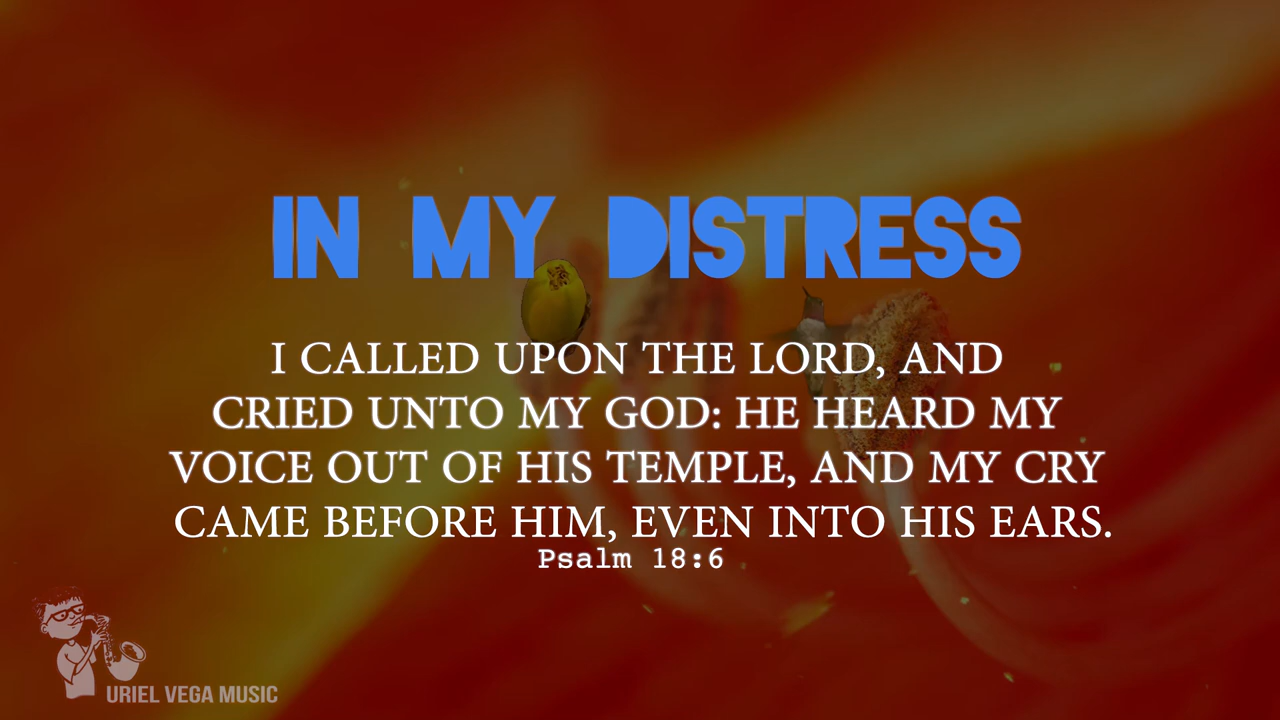 IN MY DISTRESS
I CALLED UPON THE LORD, AND
CRIED UNTO MY GOD: HE HEARD MY
VOICE OUT OF HIS TEMPLE, AND MY CRY
CAME BEFORE HIM, EVEN INTO HIS EARS.
Psalm 18:6
URIEL VEGA MUSIC